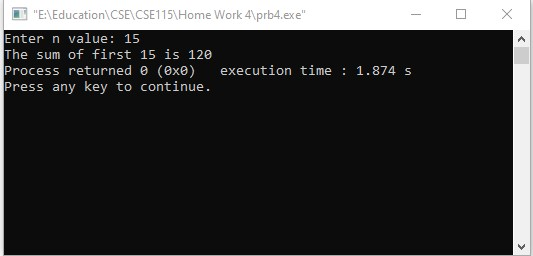 "E:\Education\CSE\CSE115\Home Work 4\prb4.exe"
Enter n value: 15
The sum of first 15 is 120
Process returned 0 (0x0)   execution time : 1.874 s
Press any key to continue.